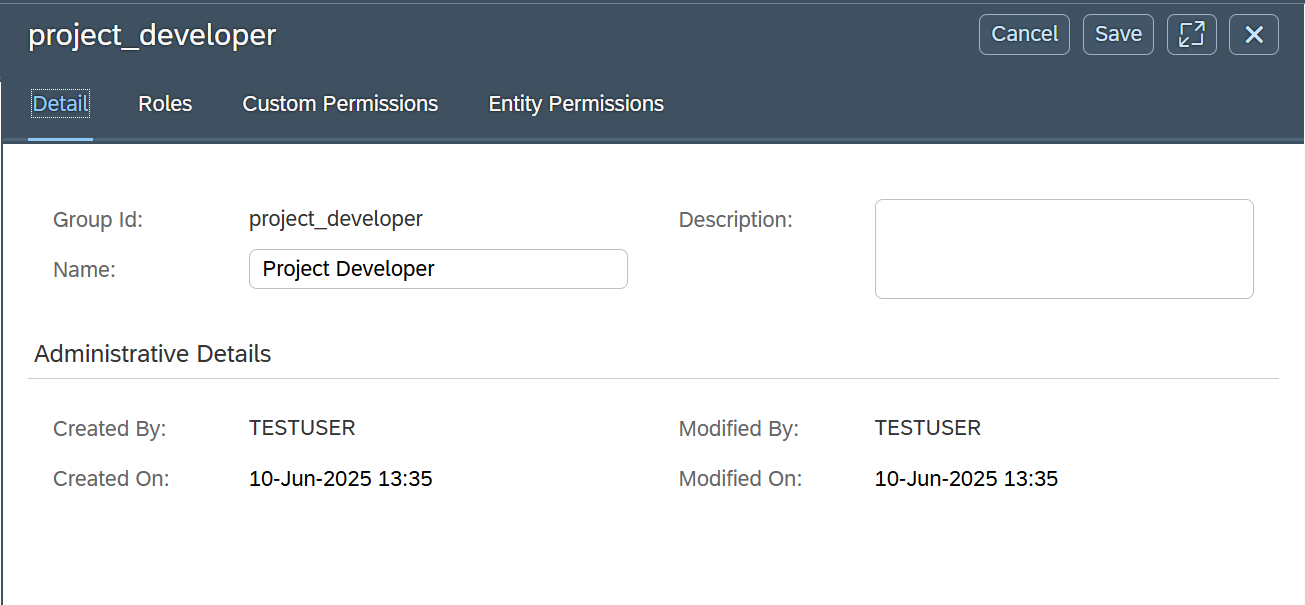 project_developer Cancel Save
Detail Roles Custom Permissions Entity Permissions
Group Id: project_developer Description:
Name: Project Developer
Administrative Details
Created By: TESTUSER Modified By: TESTUSER
Created On: 10-Jun-2025 13:35 Modified On: 10-Jun-2025 13:35